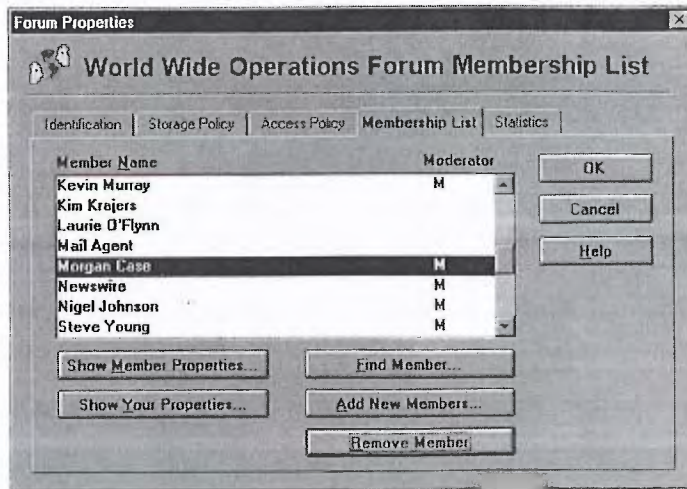 Forum Properties
World Wide Operations Forum Membership List
Identification Storage Policy Access Policy Membership List Statistics
Member Name Moderator
Kevin Murray M
Kim Krajers
Laurie O'Flynn
Mail Agent
Morgan Case M
Newswire M
Nigel Johnson M
Steve Young M
OK
Cancel
Help
Show Member Properties... Find Member...
Show Your Properties... Add New Members...
Remove Member